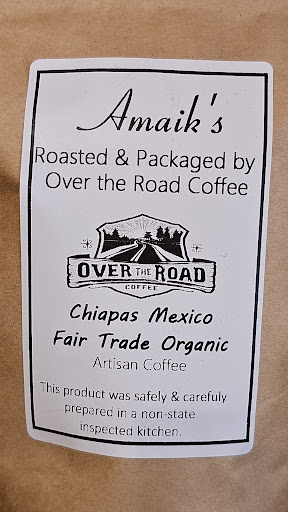 Amaik's
Roasted & Packaged by
Over the Road Coffee
OVER THE ROAD
COFFEE
Chiapas Mexico
Fair Trade Organic
Artisan Coffee
This product was safely & carefuly
prepared in a non-state
inspected kitchen.